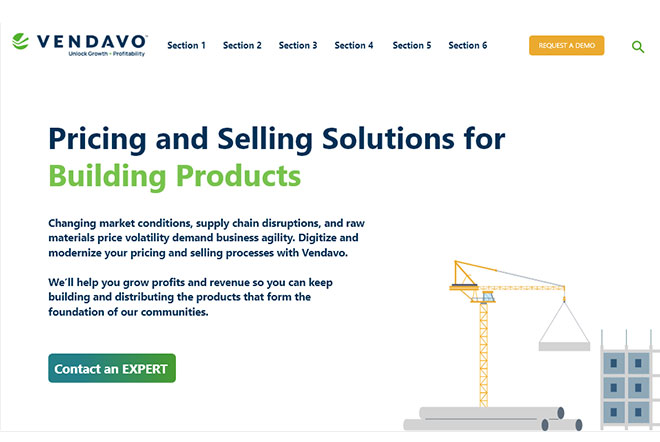 VENDAVO™
Unlock Growth - Profitability
Section 1 Section 2 Section 3 Section 4 Section 5 Section 6
REQUEST A DEMO
Pricing and Selling Solutions for
Building Products
Changing market conditions, supply chain disruptions, and raw
materials price volatility demand business agility. Digitize and
modernize your pricing and selling processes with Vendavo.
We'll help you grow profits and revenue so you can keep
building and distributing the products that form the
foundation of our communities.
Contact an EXPERT